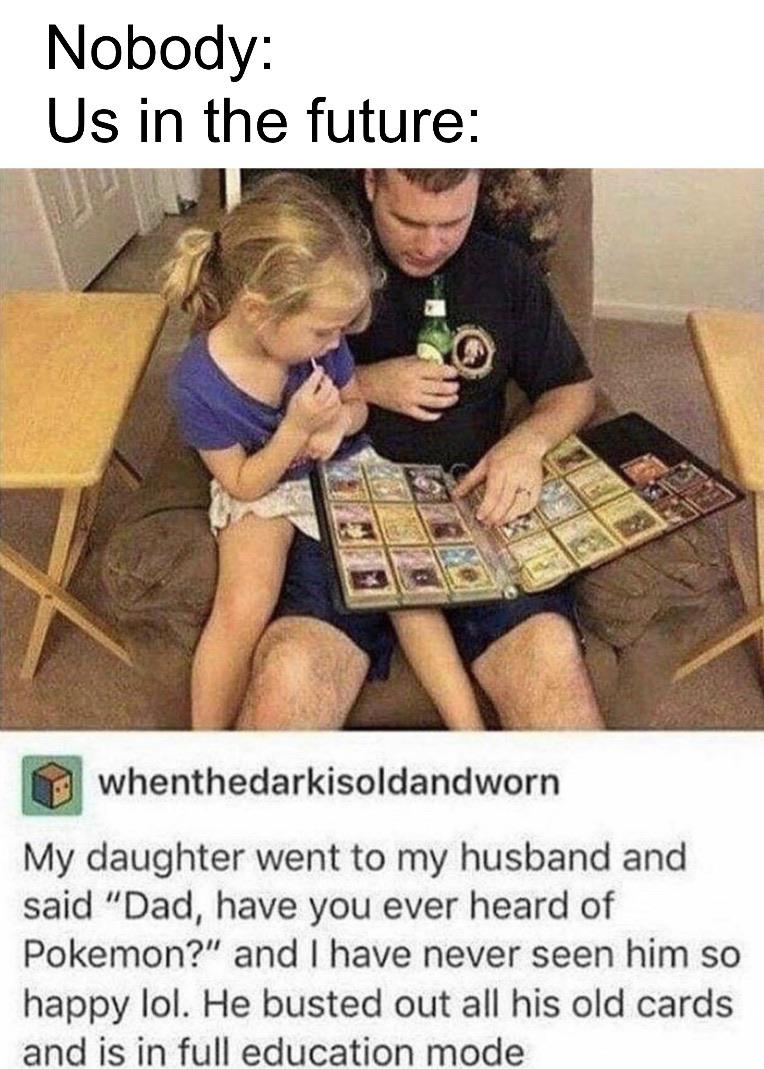 Nobody:
Us in the future:
whenthedarkisoldandworn
My daughter went to my husband and
said "Dad, have you ever heard of
Pokemon?" and I have never seen him so
happy lol. He busted out all his old cards
and is in full education mode